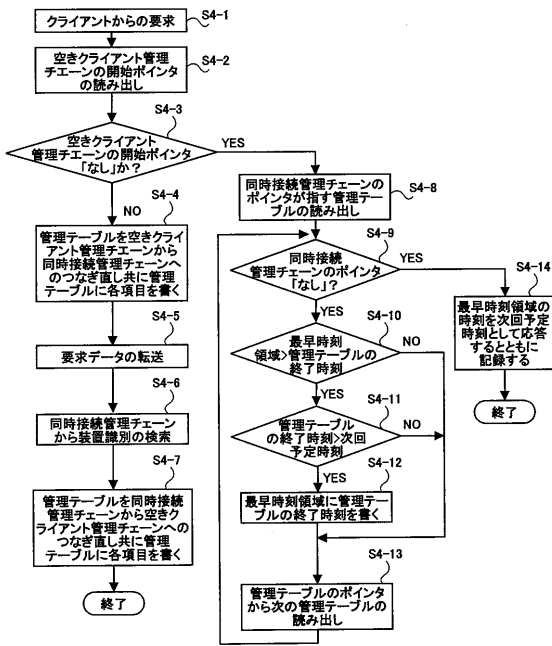 クライアントからの要求
S4-1
空きクライアント管理
チエーンの開始ポインタ
の読み出し
S4-2
S4-3
空きクライアント
管理チエーンの開始ポインタ
「なし」か?
YES
NO
S4-4
管理テーブルを空きクライ
アント管理チエーンから
同時接続管理チェーンへ
のつなぎ直し共に管理
テーブルに各項目を書く
S4-5
要求データの転送
S4-6
同時接続管理チェーン
から装置識別の検索
S4-7
管理テーブルを同時接続
管理チェーンから空きク
ライアント管理チェーンへの
つなぎ直し共に管理
テーブルに各項目を書く
終了
同時接続管理チェーンの
ポインタが指す管理テー
ブルの読み出し
S4-8
S4-9
同時接続
管理チェーンのポインタ
「なし」?
YES
YES
S4-10
最早時刻
領域>管理テーブルの
終了時刻
NO
YES
S4-11
管理テーブル
の終了時刻>次回
予定時刻
NO
YES
S4-12
最早時刻領域に管理テー
ブルの終了時刻を書く
S4-13
管理テーブルのポインタ
から次の管理テーブルの
読み出し
S4-14
最早時刻領域の
時刻を次回予定
時刻として応答
するとともに
記録する
終了